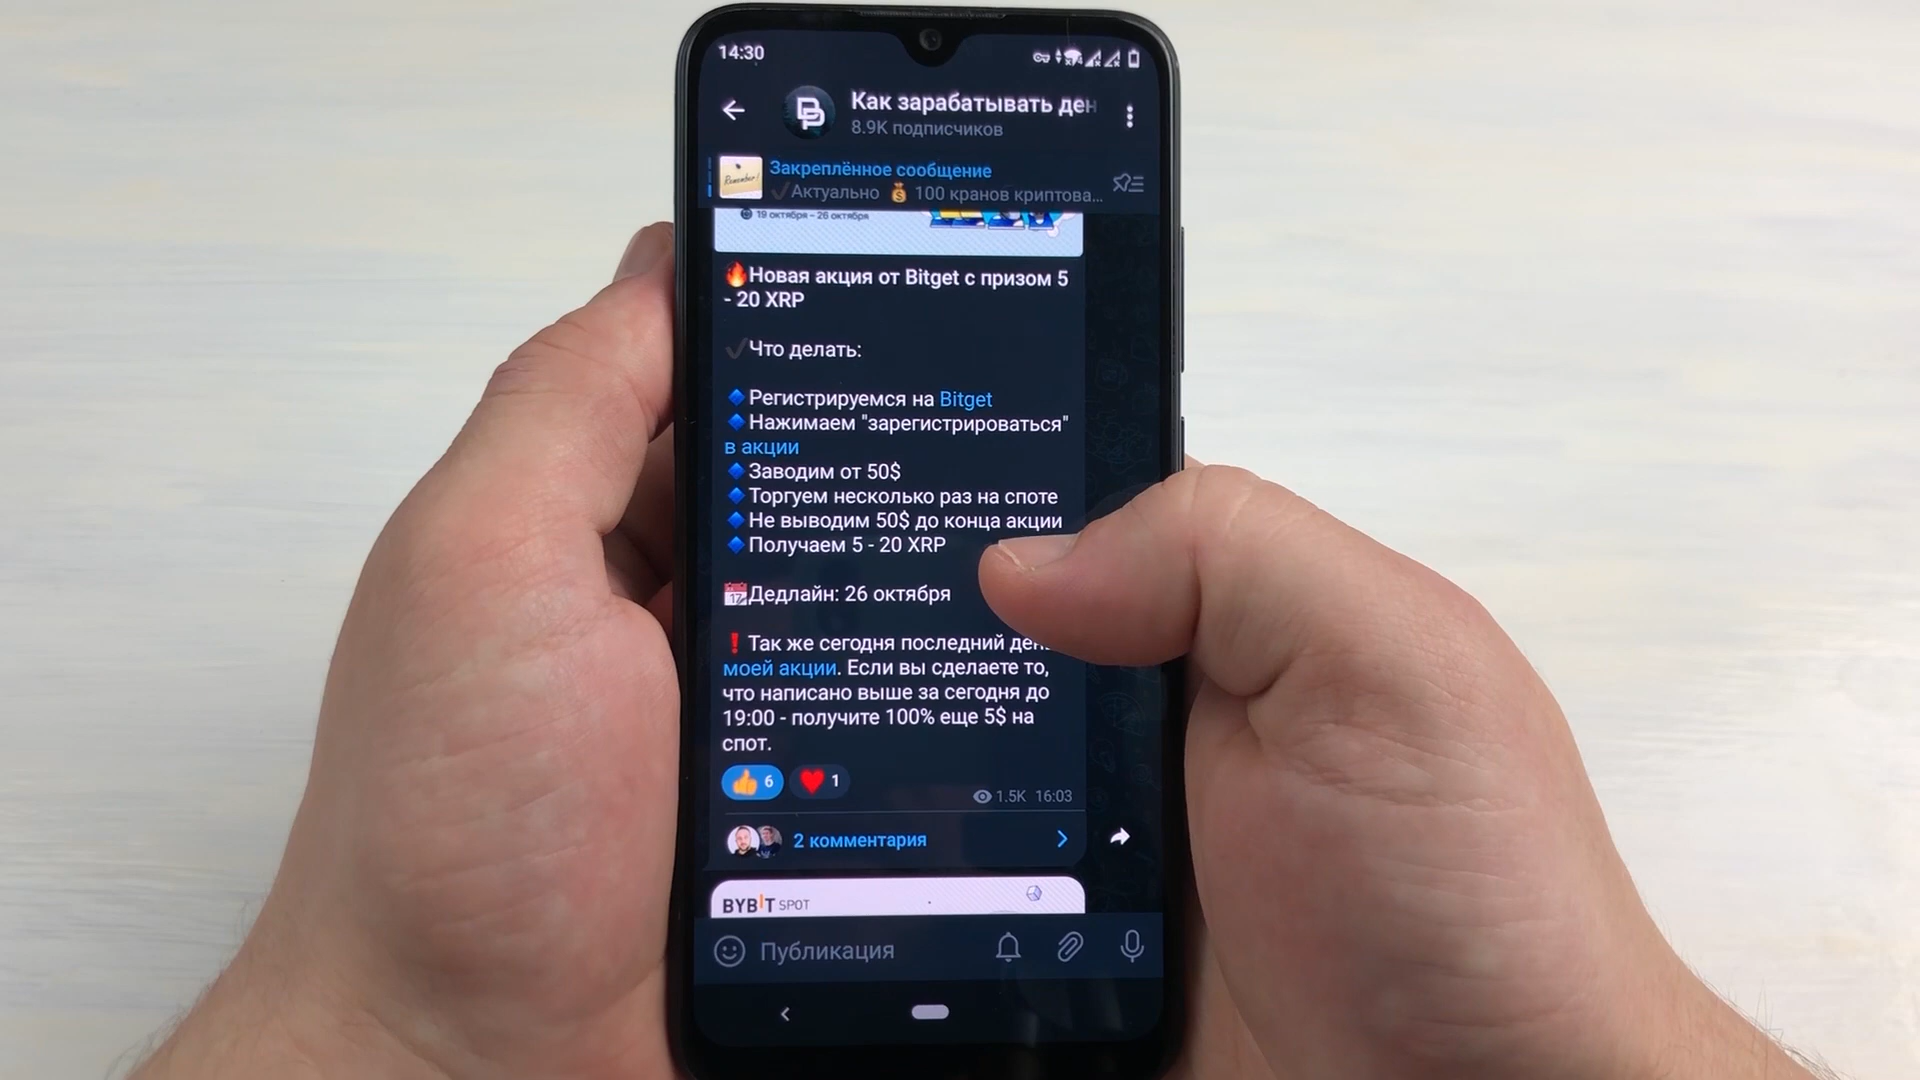 14:30
Как зарабатывать ден
8.9K подписчиков
Закреплённое сообщение
Remember!
✔Актуально 💰 100 кранов криптова...
19 октября – 26 октября
🔥Новая акция от Bitget с призом 5
- 20 XRP
✔Что делать:
🔷Регистрируемся на Bitget
🔷Нажимаем "зарегистрироваться"
в акции
🔷Заводим от 50$
🔷Торгуем несколько раз на споте
🔷Не выводим 50$ до конца акции
🔷Получаем 5 - 20 XRP
📅Дедлайн: 26 октября
❗Так же сегодня последний ден
моей акции. Если вы сделаете то,
что написано выше за сегодня до
19:00 - получите 100% еще 5$ на
спот.
👍 6 ❤ 1
1.5K 16:03
2 комментария
BYBIT SPOT
Публикация